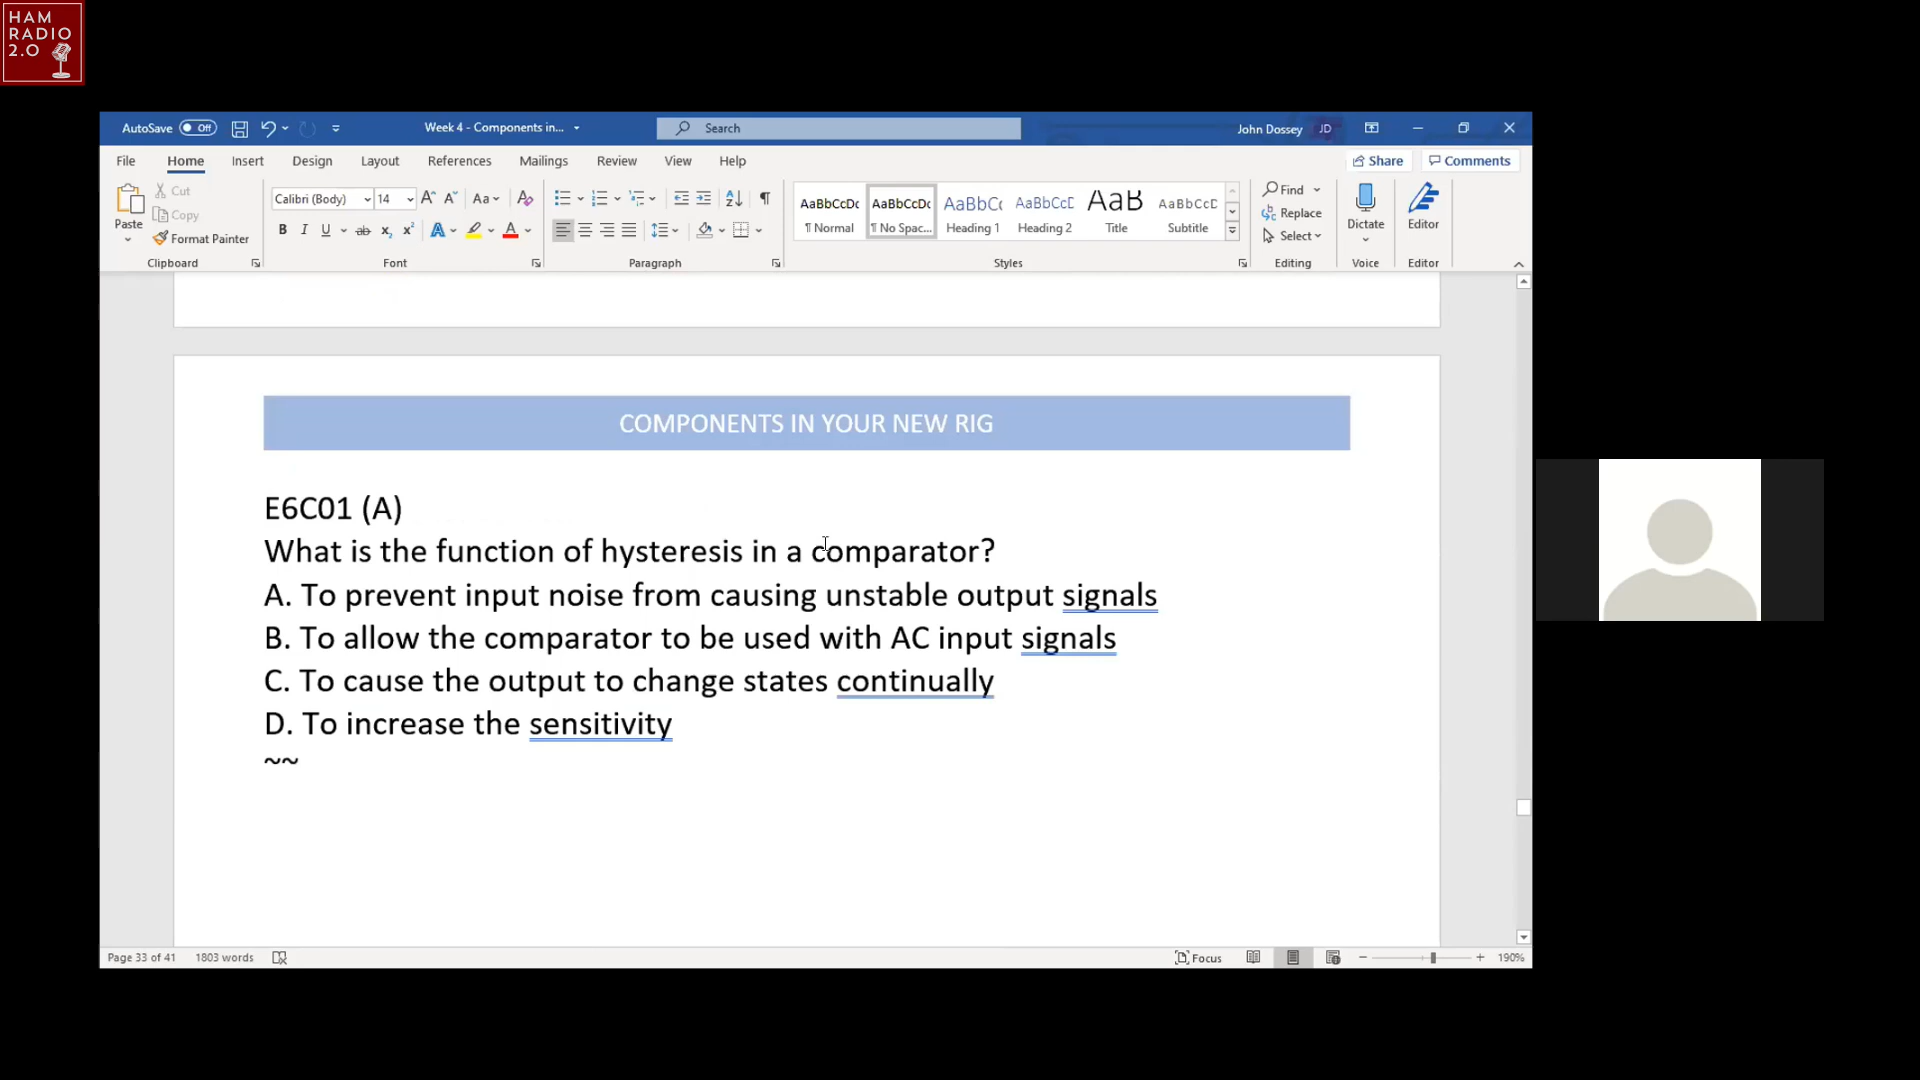 HAM
RADIO
2.0
AutoSave Off Week 4 - Components in... Search John Dossey JD
File Home Insert Design Layout References Mailings Review View Help Share Comments
Paste Cut Copy Format Painter
Calibri (Body) 14 Aa
B I U ab x₂ x² A A
AaBbCcDc AaBbCcDc AaBbCc AaBbCcD AaB AaBbCcD
¶ Normal ¶ No Spac... Heading 1 Heading 2 Title Subtitle
Find
Replace
Select
Dictate Editor
Clipboard Font Paragraph Styles Editing Voice Editor
COMPONENTS IN YOUR NEW RIG
E6C01 (A)
What is the function of hysteresis in a comparator?
A. To prevent input noise from causing unstable output signals
B. To allow the comparator to be used with AC input signals
C. To cause the output to change states continually
D. To increase the sensitivity
~~
Page 33 of 41 1803 words Focus 190%